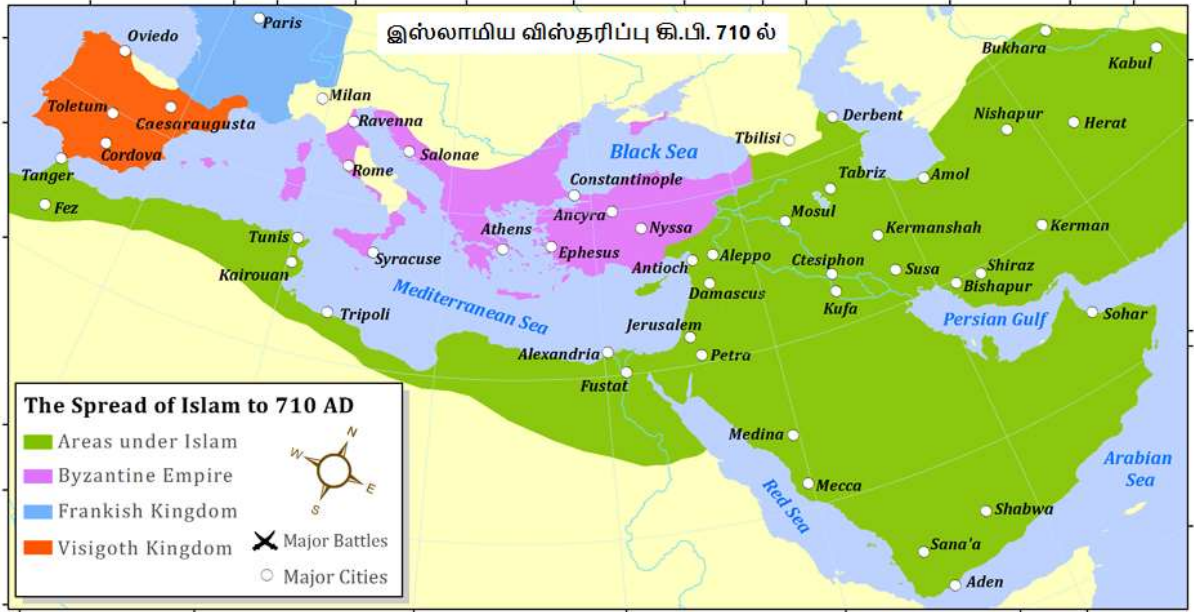 இஸ்லாமிய விஸ்தரிப்பு கி.பி. 710 ல்
Paris
Oviedo
Bukhara
Kabul
Milan
Toletum
Caesaraugusta
Ravenna
Derbent
Nishapur
Herat
Cordova
Salonae
Tbilisi
Black Sea
Tanger
Rome
Constantinople
Tabriz
Amol
Fez
Ancyra
Mosul
Athens
Nyssa
Kermanshah
Kerman
Tunis
Ephesus
Aleppo
Kairouan
Syracuse
Antioch
Ctesiphon
Susa
Shiraz
Bishapur
Damascus
Kufa
Mediterranean Sea
Tripoli
Jerusalem
Persian Gulf
Sohar
Alexandria
Petra
Fustat
The Spread of Islam to 710 AD
Areas under Islam
Byzantine Empire
Frankish Kingdom
Visigoth Kingdom
N
W
E
S
Major Battles
Major Cities
Medina
Mecca
Red Sea
Arabian
Sea
Shabwa
Sana'a
Aden